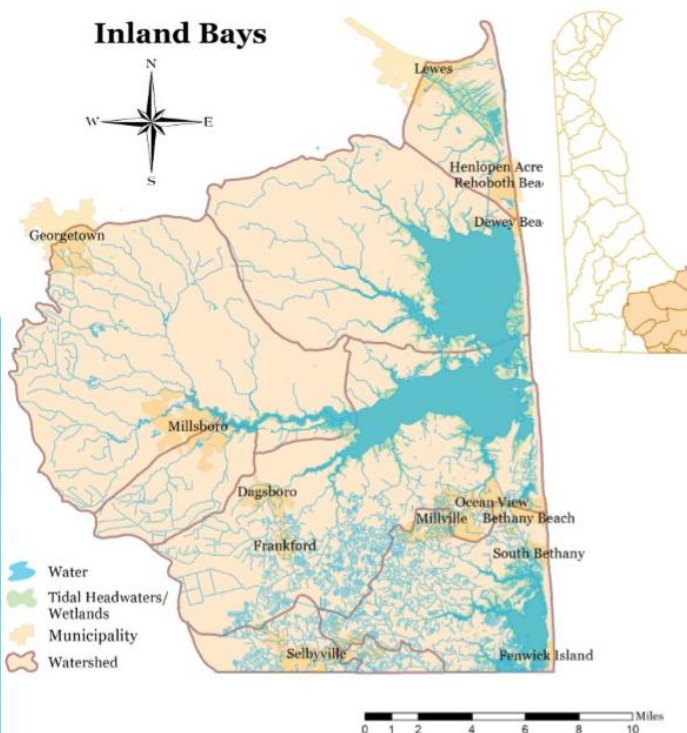 Inland Bays
N
W E
S
Lewes
Henlopen Acre
Rehoboth Bea
Dewey Bea
Georgetown
Millsboro
Dagsboro
Ocean View
Millville Bethany Beach
Frankford
South Bethany
Selbyville
Fenwick Island
Water
Tidal Headwaters/
Wetlands
Municipality
Watershed
Miles
0 1 2 4 6 8 10